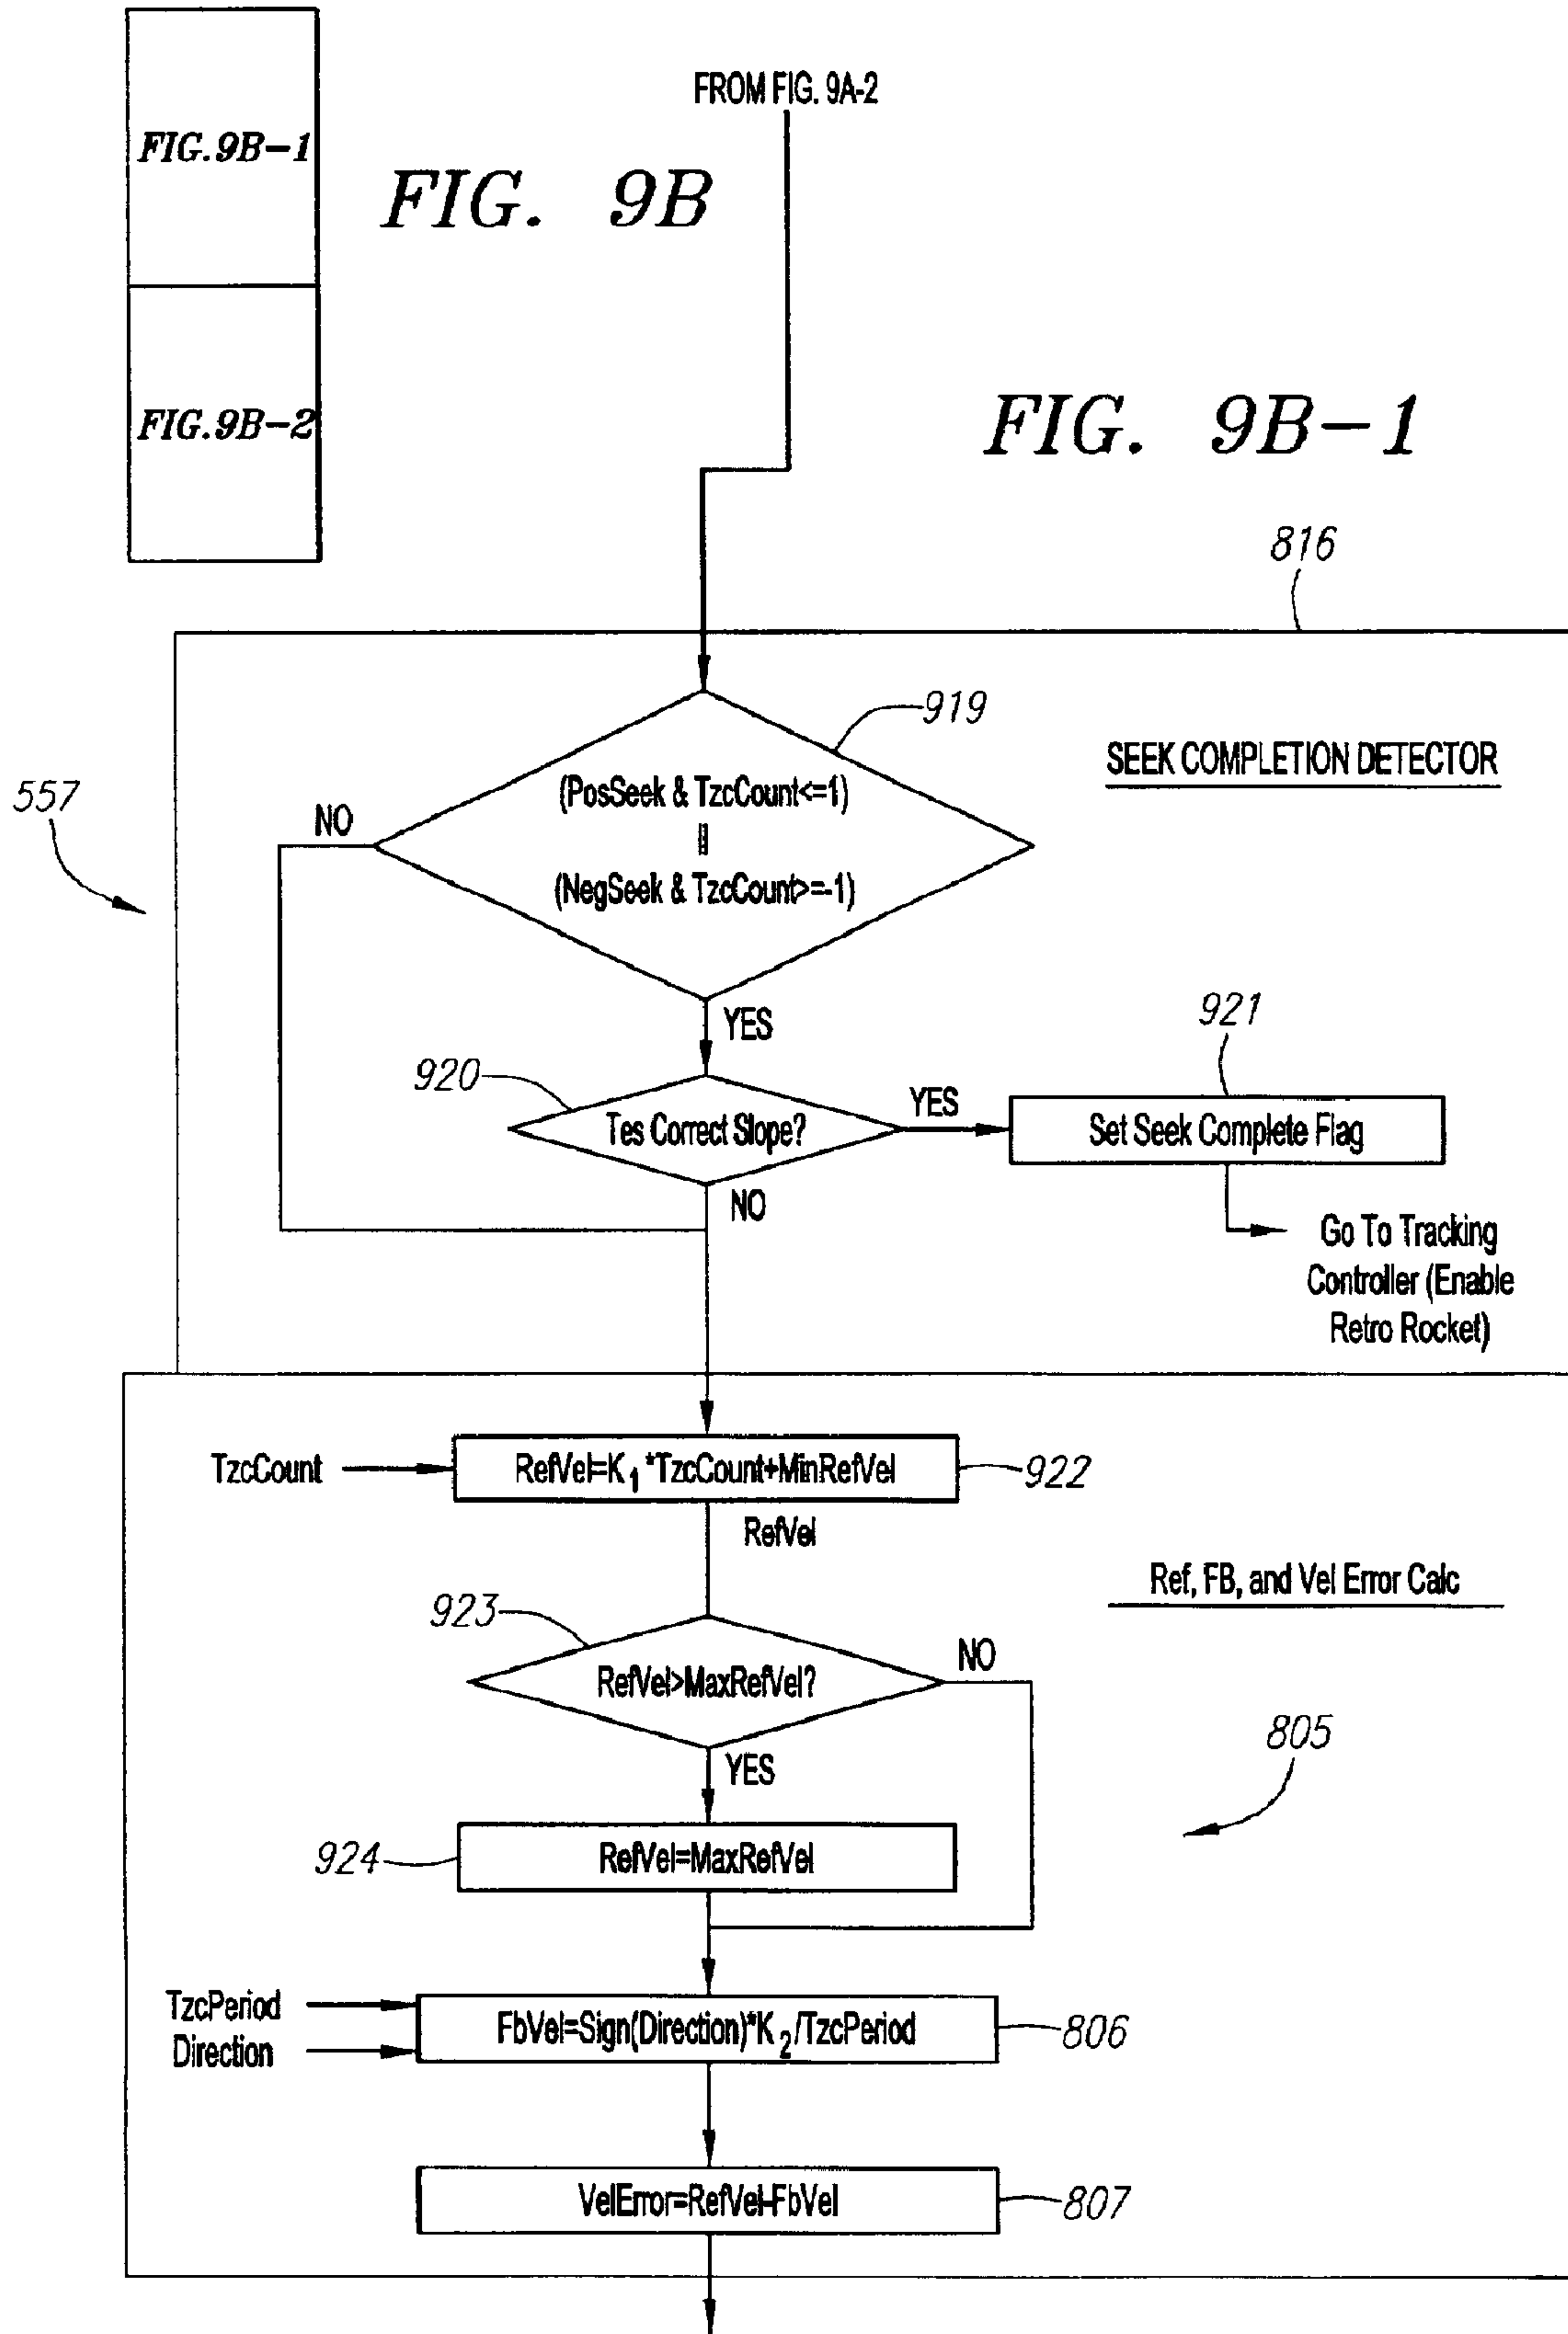 FIG.9B-1
FIG.9B-2
FIG. 9B
FROM FIG. 9A-2
FIG. 9B-1
816
557
919
SEEK COMPLETION DETECTOR
(PosSeek & TzcCount<=1)
||
(NegSeek & TzcCount>=-1)
NO
YES
920
Tes Correct Slope?
YES
921
Set Seek Complete Flag
NO
Go To Tracking
Controller (Enable
Retro Rocket)
TzcCount
RefVel=K1*TzcCount+MinRefVel
922
RefVel
Ref, FB, and Vel Error Calc
923
RefVel>MaxRefVel?
NO
YES
805
924
RefVel=MaxRefVel
TzcPeriod
Direction
FbVel=Sign(Direction)*K2/TzcPeriod
806
VelError=RefVel-FbVel
807